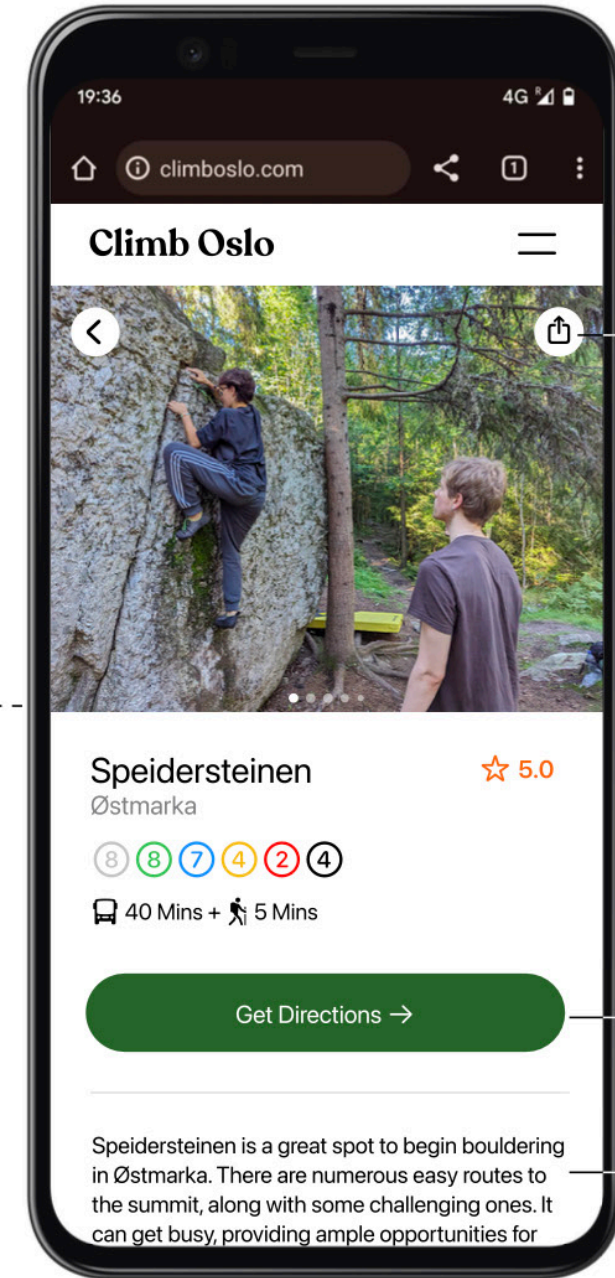 19:36
4G R
climboslo.com
1
Climb Oslo
Speidersteinen
5.0
Østmarka
8 8 7 4 2 4
40 Mins + 5 Mins
Get Directions →
Speidersteinen is a great spot to begin bouldering
in Østmarka. There are numerous easy routes to
the summit, along with some challenging ones. It
can get busy, providing ample opportunities for